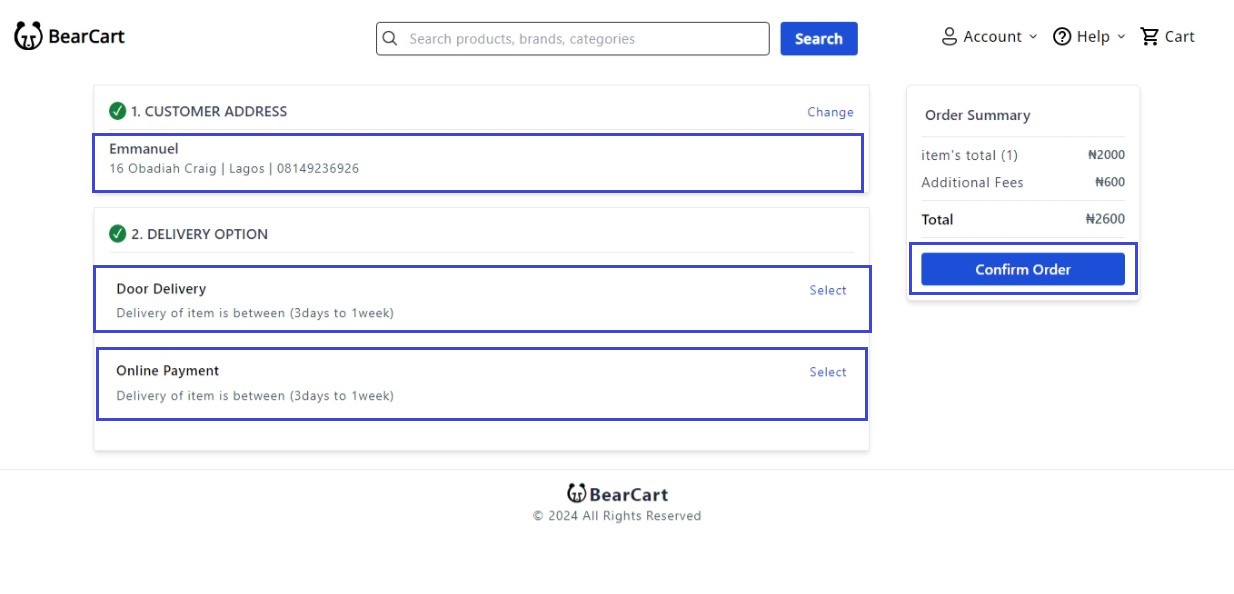 BearCart
Search products, brands, categories
Search
Account
Help
Cart
1. CUSTOMER ADDRESS
Change
Emmanuel
16 Obadiah Craig | Lagos | 08149236926
2. DELIVERY OPTION
Door Delivery
Select
Delivery of item is between (3days to 1week)
Online Payment
Select
Delivery of item is between (3days to 1week)
Order Summary
item's total (1) ₦2000
Additional Fees ₦600
Total ₦2600
Confirm Order
BearCart
© 2024 All Rights Reserved